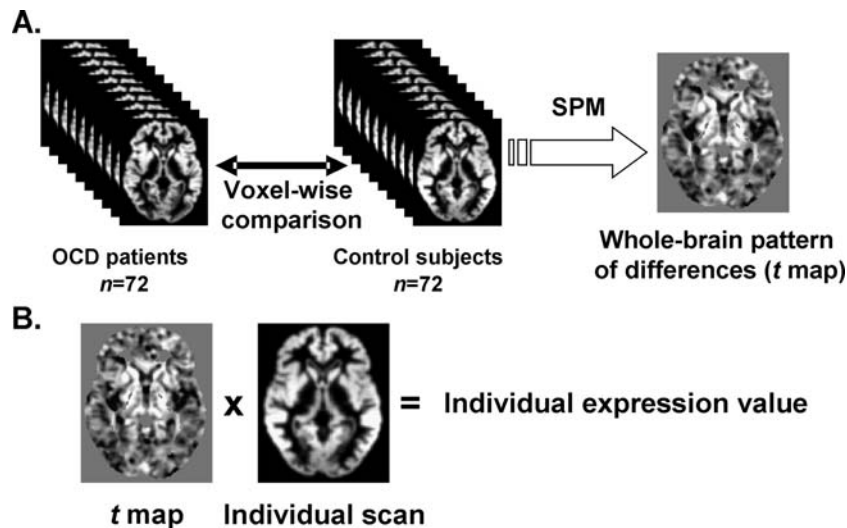 A.
SPM
Voxel-wise
comparison
OCD patients
n=72
Control subjects
n=72
Whole-brain pattern
of differences (t map)
B.
x = Individual expression value
t map Individual scan